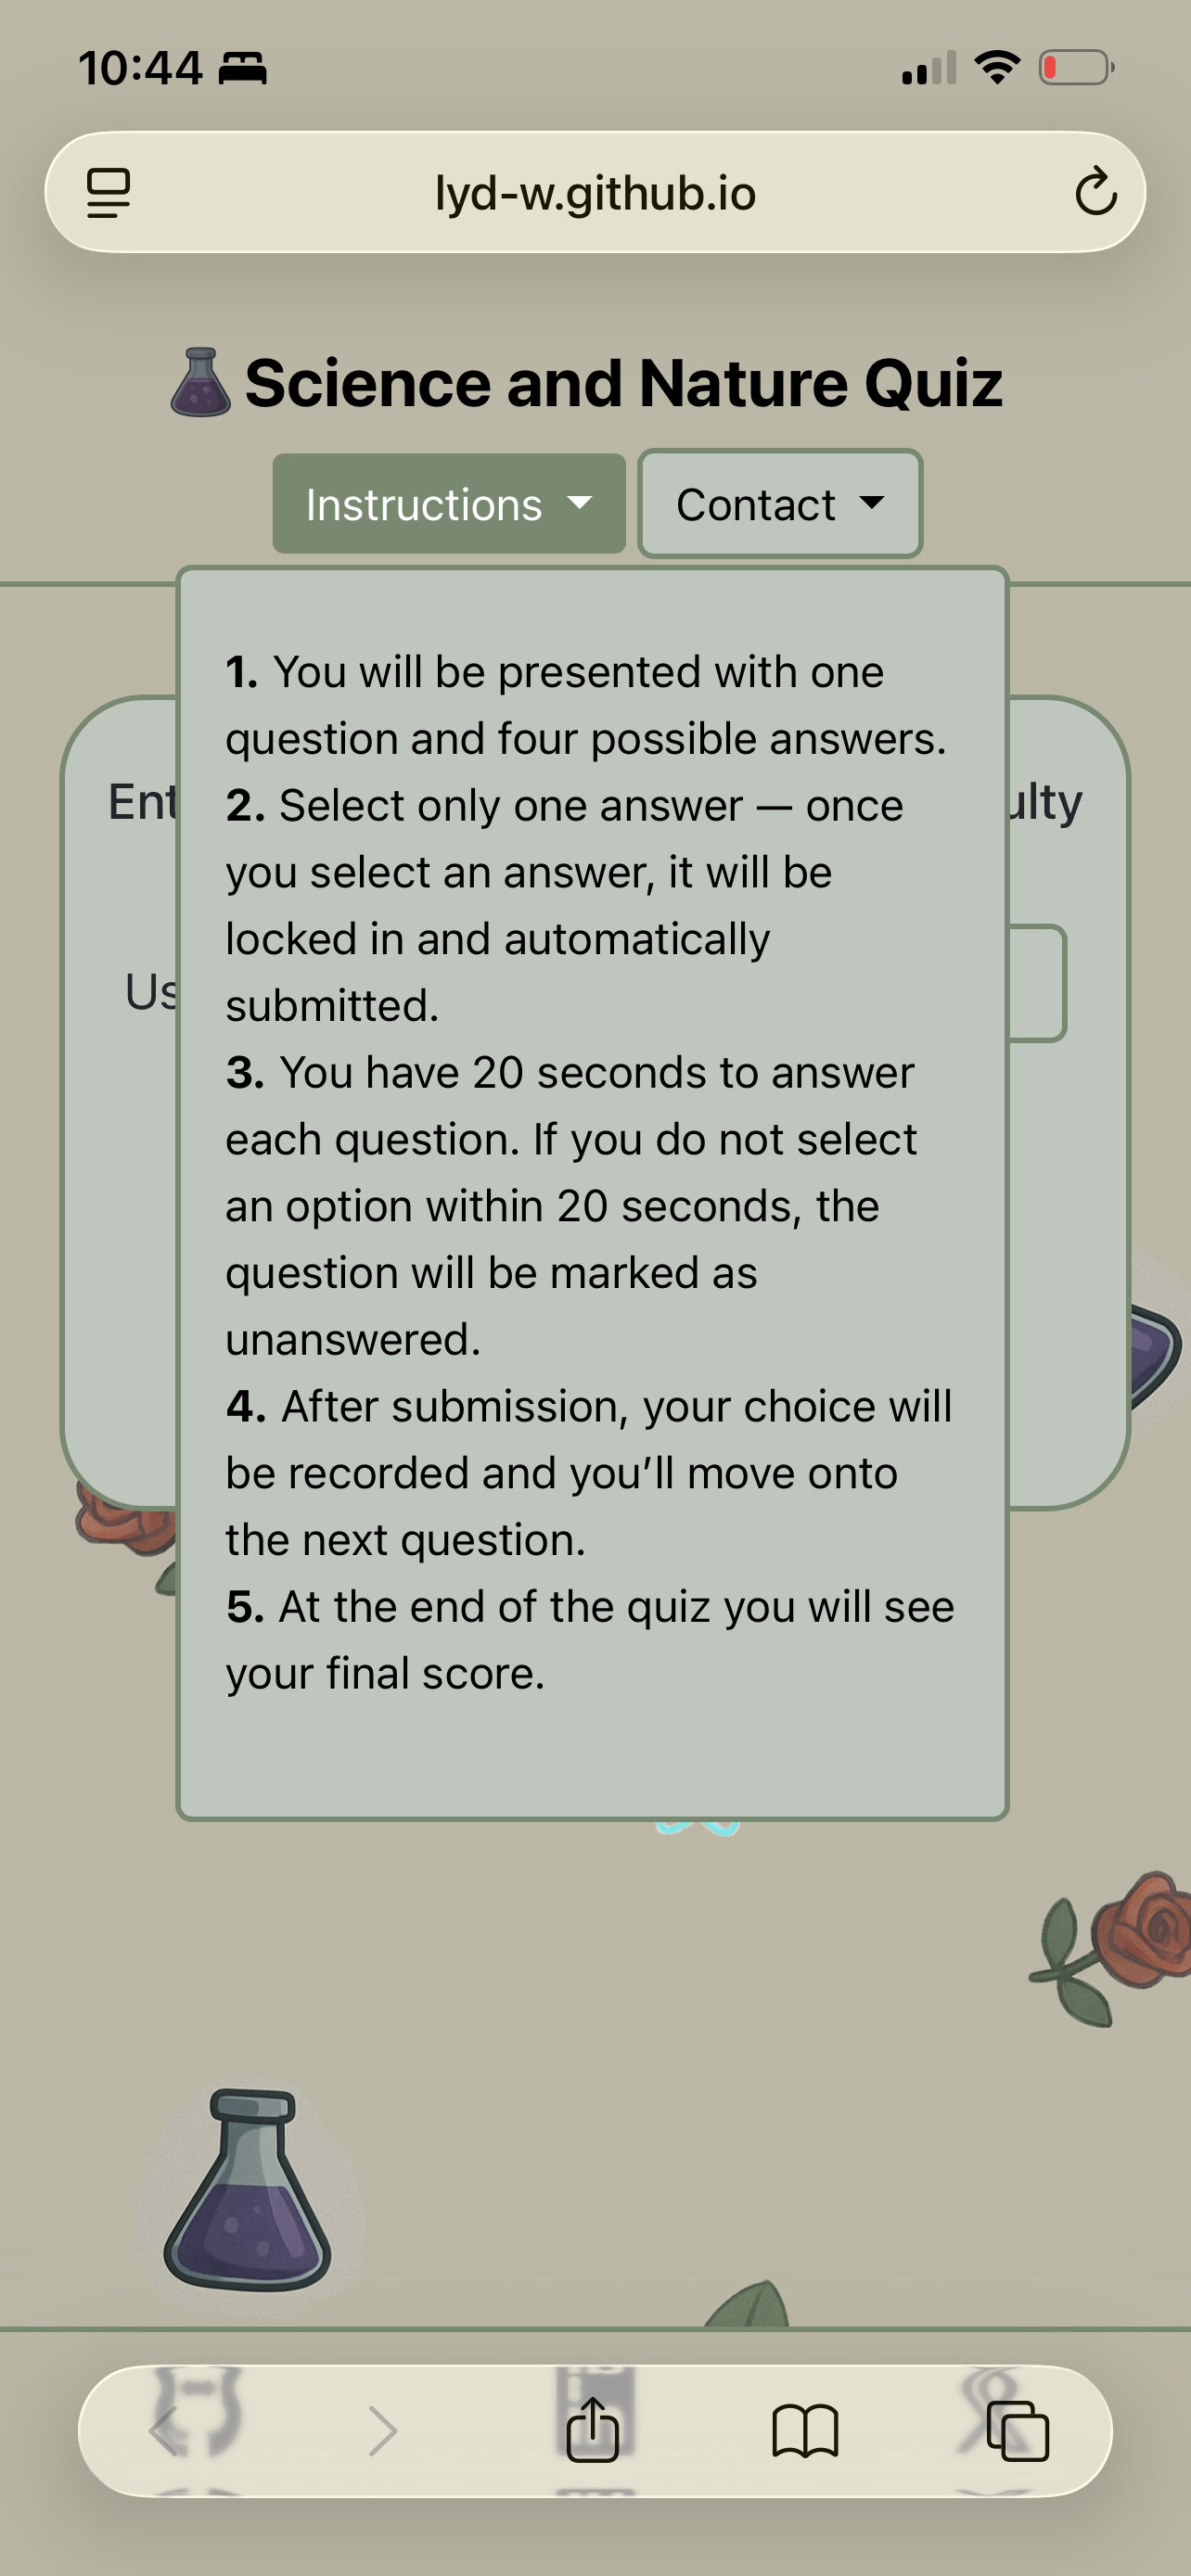 10:44
lyd-w.github.io
Science and Nature Quiz
Instructions
Contact
1. You will be presented with one
question and four possible answers.
2. Select only one answer — once
you select an answer, it will be
locked in and automatically
submitted.
3. You have 20 seconds to answer
each question. If you do not select
an option within 20 seconds, the
question will be marked as
unanswered.
4. After submission, your choice will
be recorded and you’ll move onto
the next question.
5. At the end of the quiz you will see
your final score.